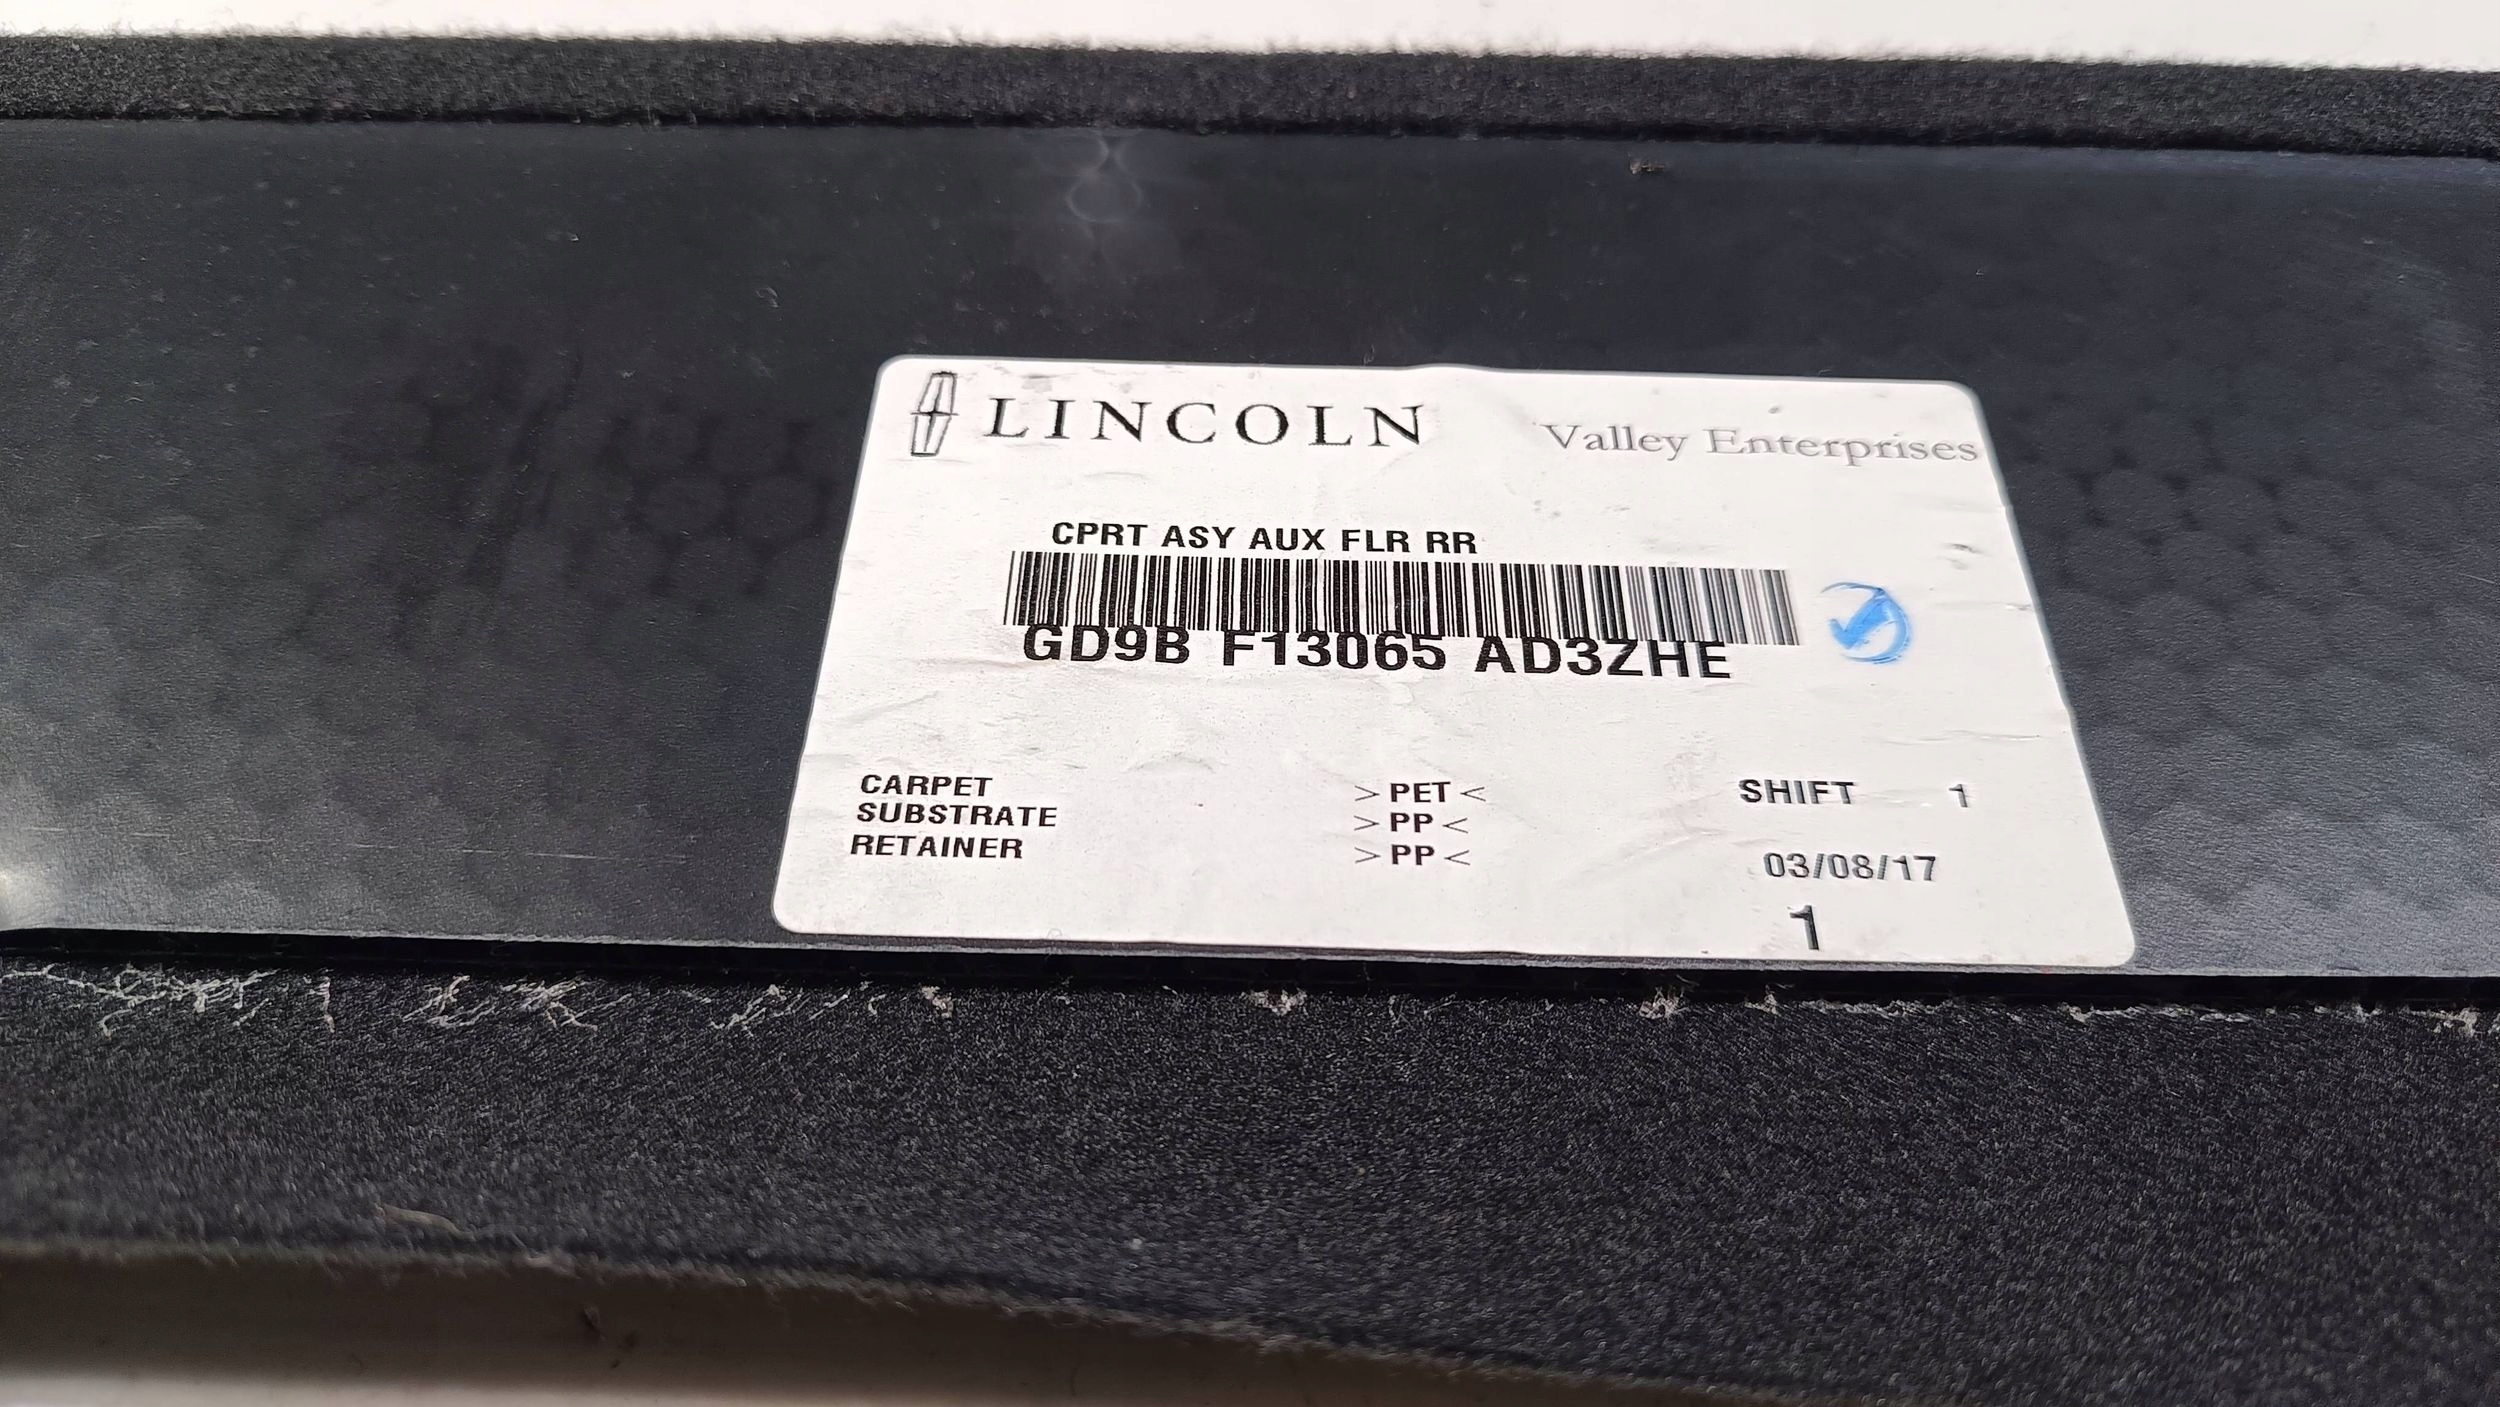 LINCOLN Valley Enterprises
CPRT ASY AUX FLR RR
GD9B F13065 AD3ZHE
CARPET >PET< SHIFT 1
SUBSTRATE >PP<
RETAINER >PP< 03/08/17
1